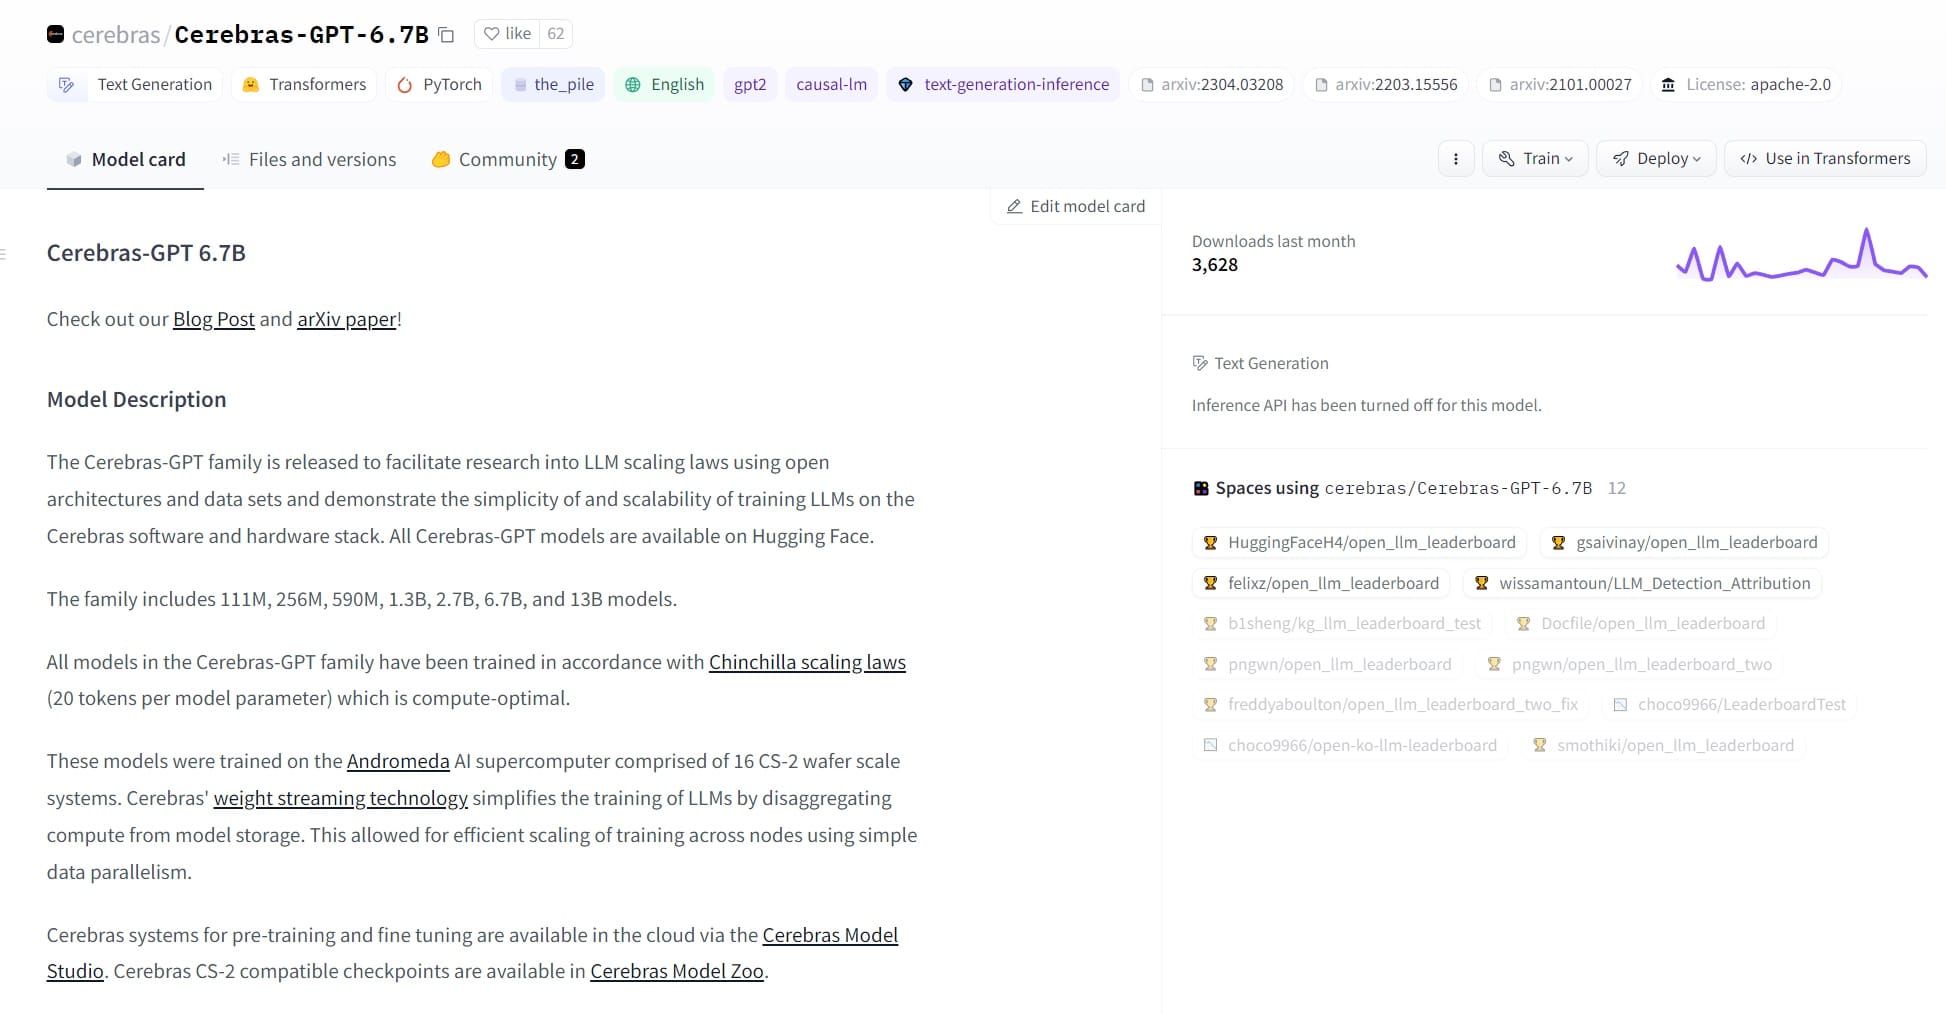 cerebras/Cerebras-GPT-6.7B like 62
Text Generation Transformers PyTorch the_pile English gpt2 causal-lm text-generation-inference arxiv:2304.03208 arxiv:2203.15556 arxiv:2101.00027 License: apache-2.0
Model card Files and versions Community 2 Train Deploy Use in Transformers
Edit model card
Cerebras-GPT 6.7B
Check out our Blog Post and arXiv paper!
Model Description
The Cerebras-GPT family is released to facilitate research into LLM scaling laws using open
architectures and data sets and demonstrate the simplicity of and scalability of training LLMs on the
Cerebras software and hardware stack. All Cerebras-GPT models are available on Hugging Face.
The family includes 111M, 256M, 590M, 1.3B, 2.7B, 6.7B, and 13B models.
All models in the Cerebras-GPT family have been trained in accordance with Chinchilla scaling laws
(20 tokens per model parameter) which is compute-optimal.
These models were trained on the Andromeda AI supercomputer comprised of 16 CS-2 wafer scale
systems. Cerebras' weight streaming technology simplifies the training of LLMs by disaggregating
compute from model storage. This allowed for efficient scaling of training across nodes using simple
data parallelism.
Cerebras systems for pre-training and fine tuning are available in the cloud via the Cerebras Model
Studio. Cerebras CS-2 compatible checkpoints are available in Cerebras Model Zoo.
Downloads last month
3,628
Text Generation
Inference API has been turned off for this model.
Spaces using cerebras/Cerebras-GPT-6.7B 12
HuggingFaceH4/open_llm_leaderboard gsaivinay/open_llm_leaderboard
felixz/open_llm_leaderboard wissamantoun/LLM_Detection_Attribution
b1sheng/kg_llm_leaderboard_test Docfile/open_llm_leaderboard
pngwn/open_llm_leaderboard pngwn/open_llm_leaderboard_two
freddyaboulton/open_llm_leaderboard_two_fix choco9966/LeaderboardTest
choco9966/open-ko-llm-leaderboard smothiki/open_llm_leaderboard